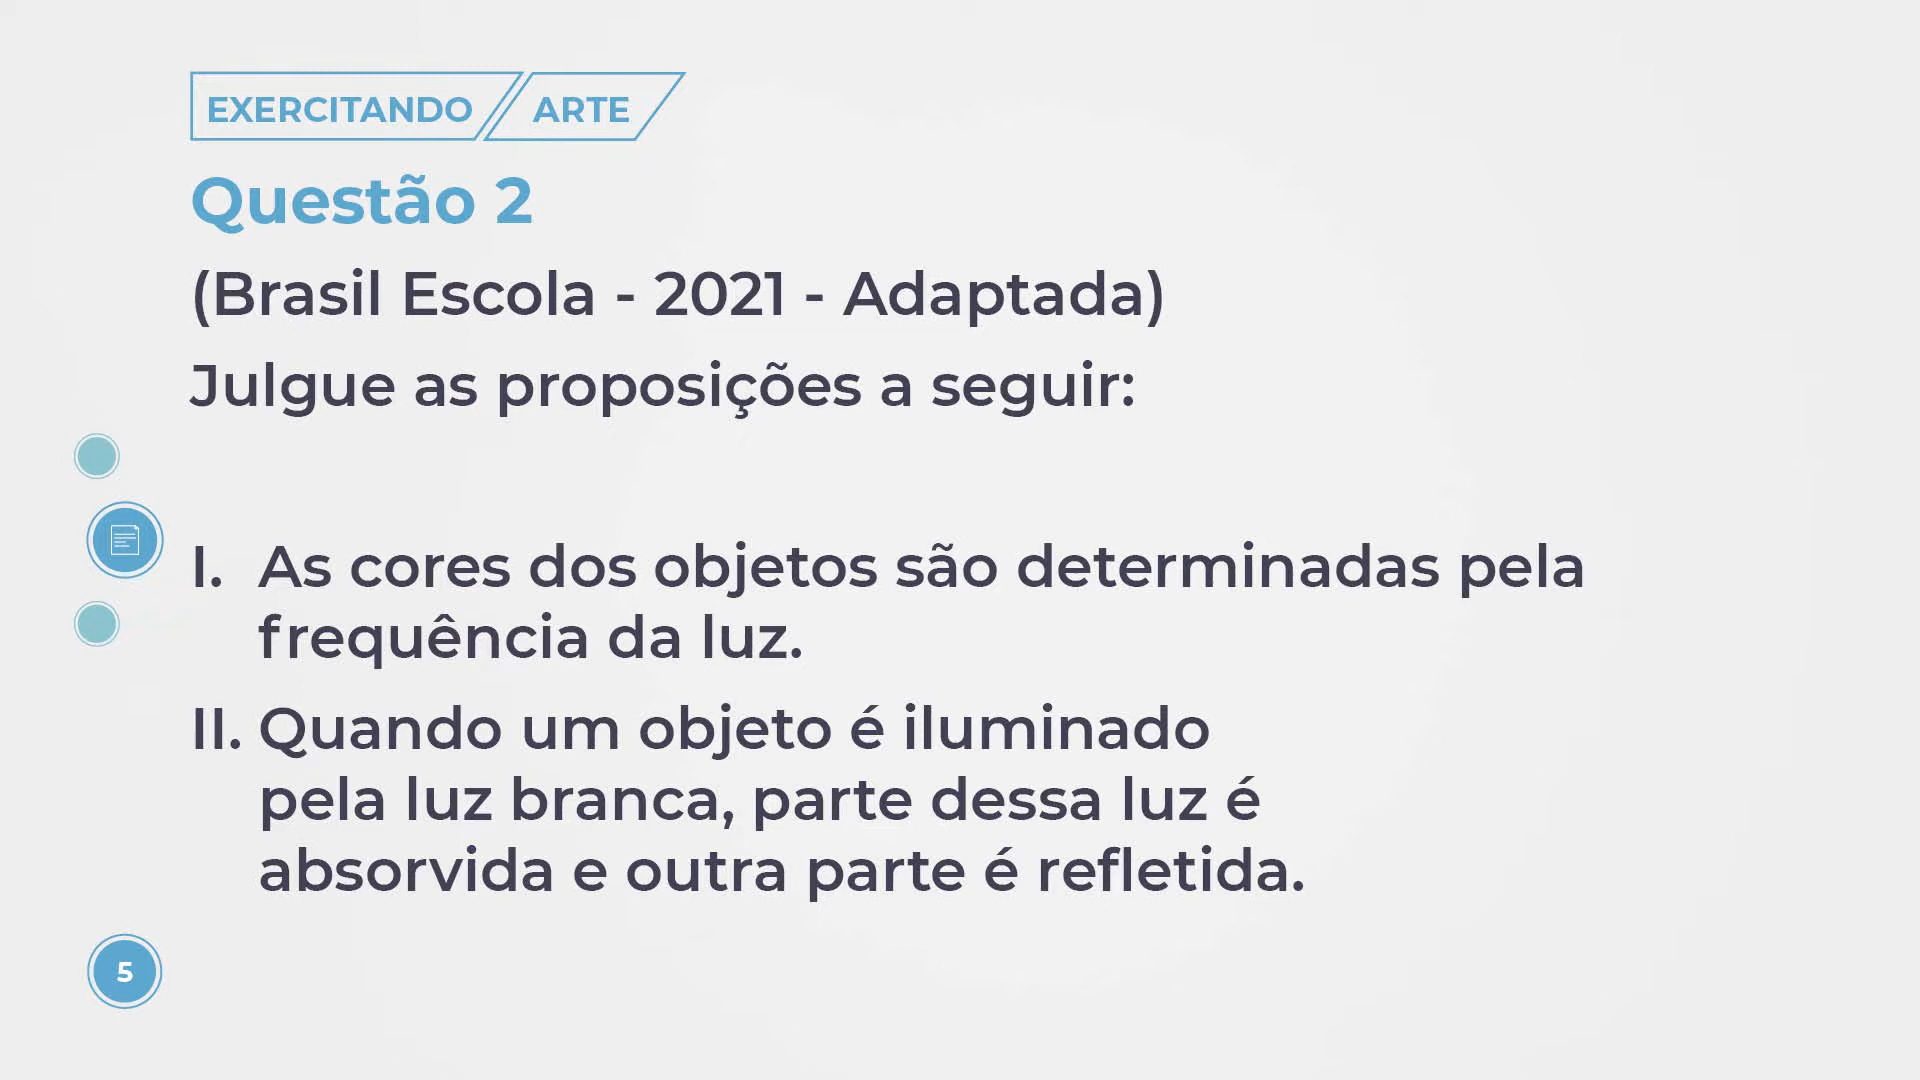 EXERCITANDO ARTE
Questão 2
(Brasil Escola - 2021 - Adaptada)
Julgue as proposições a seguir:
I. As cores dos objetos são determinadas pela
frequência da luz.
II. Quando um objeto é iluminado
pela luz branca, parte dessa luz é
absorvida e outra parte é refletida.
5